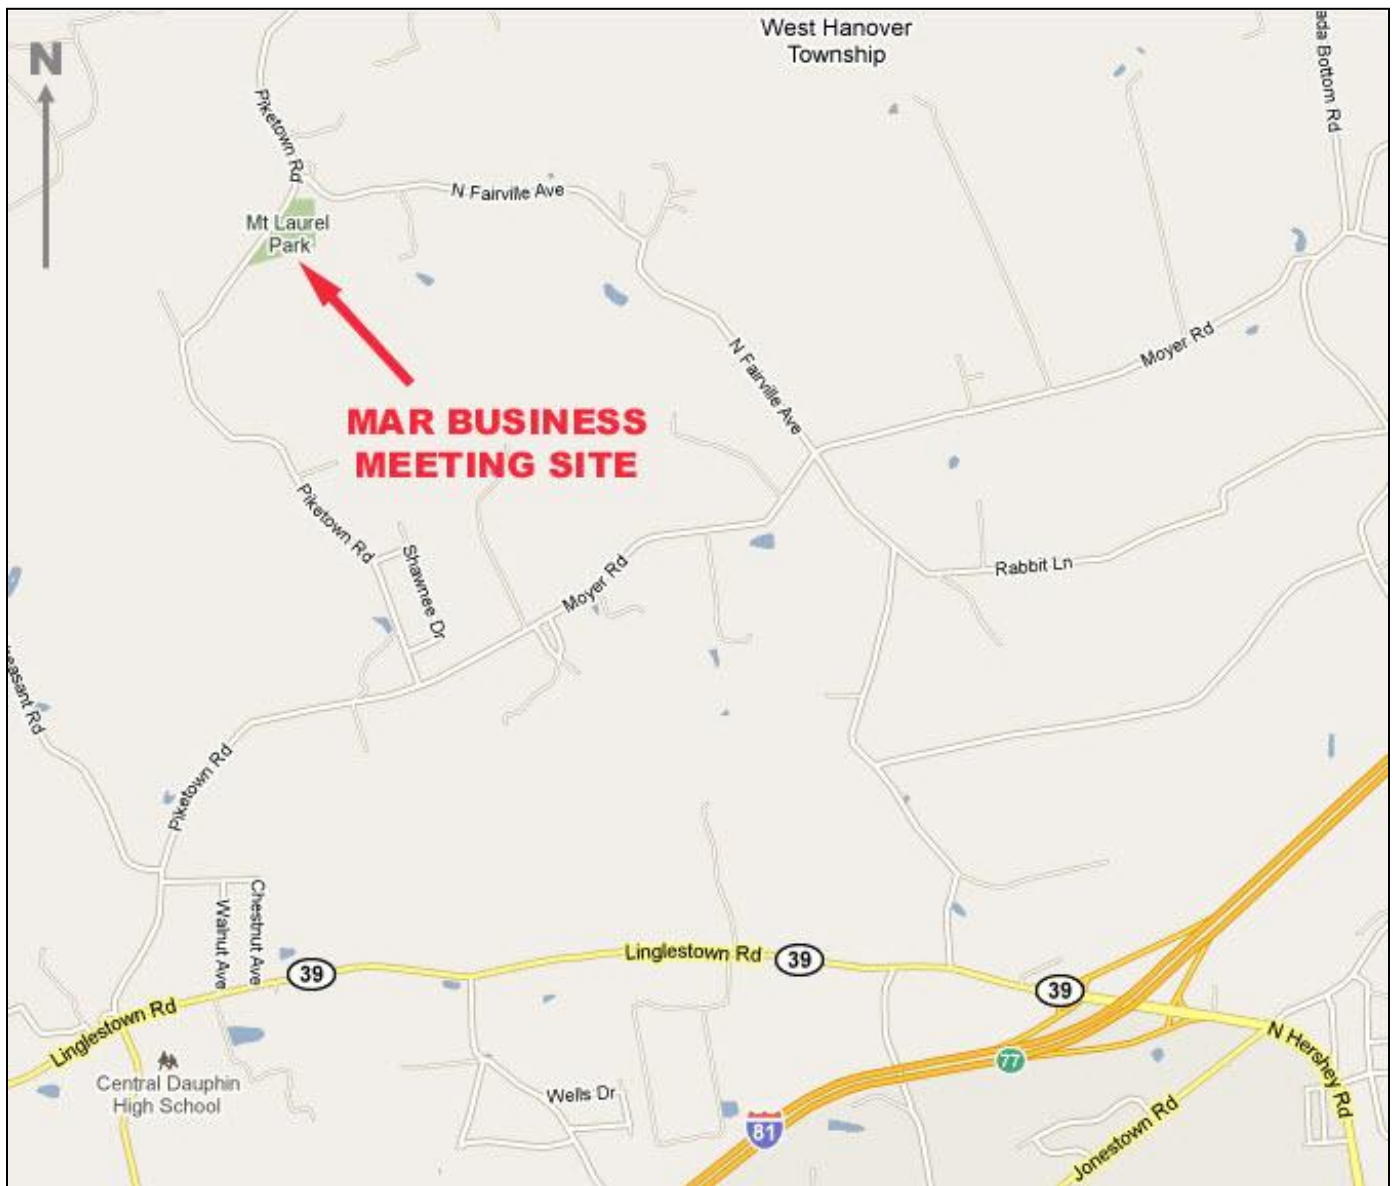 West Hanover
Township
N
ada Bottom Rd
Piketown Rd
N Fairville Ave
Mt Laurel
Park
N Fairville Ave
Moyer Rd
MAR BUSINESS
MEETING SITE
Piketown Rd
Shawnee Dr
Moyer Rd
Rabbit Ln
easant Rd
Piketown Rd
Chestnut Ave
Walnut Ave
39
Linglestown Rd
39
39
Linglestown Rd
N Hershey Rd
77
Central Dauphin
High School
Wells Dr
81
Jonestown Rd